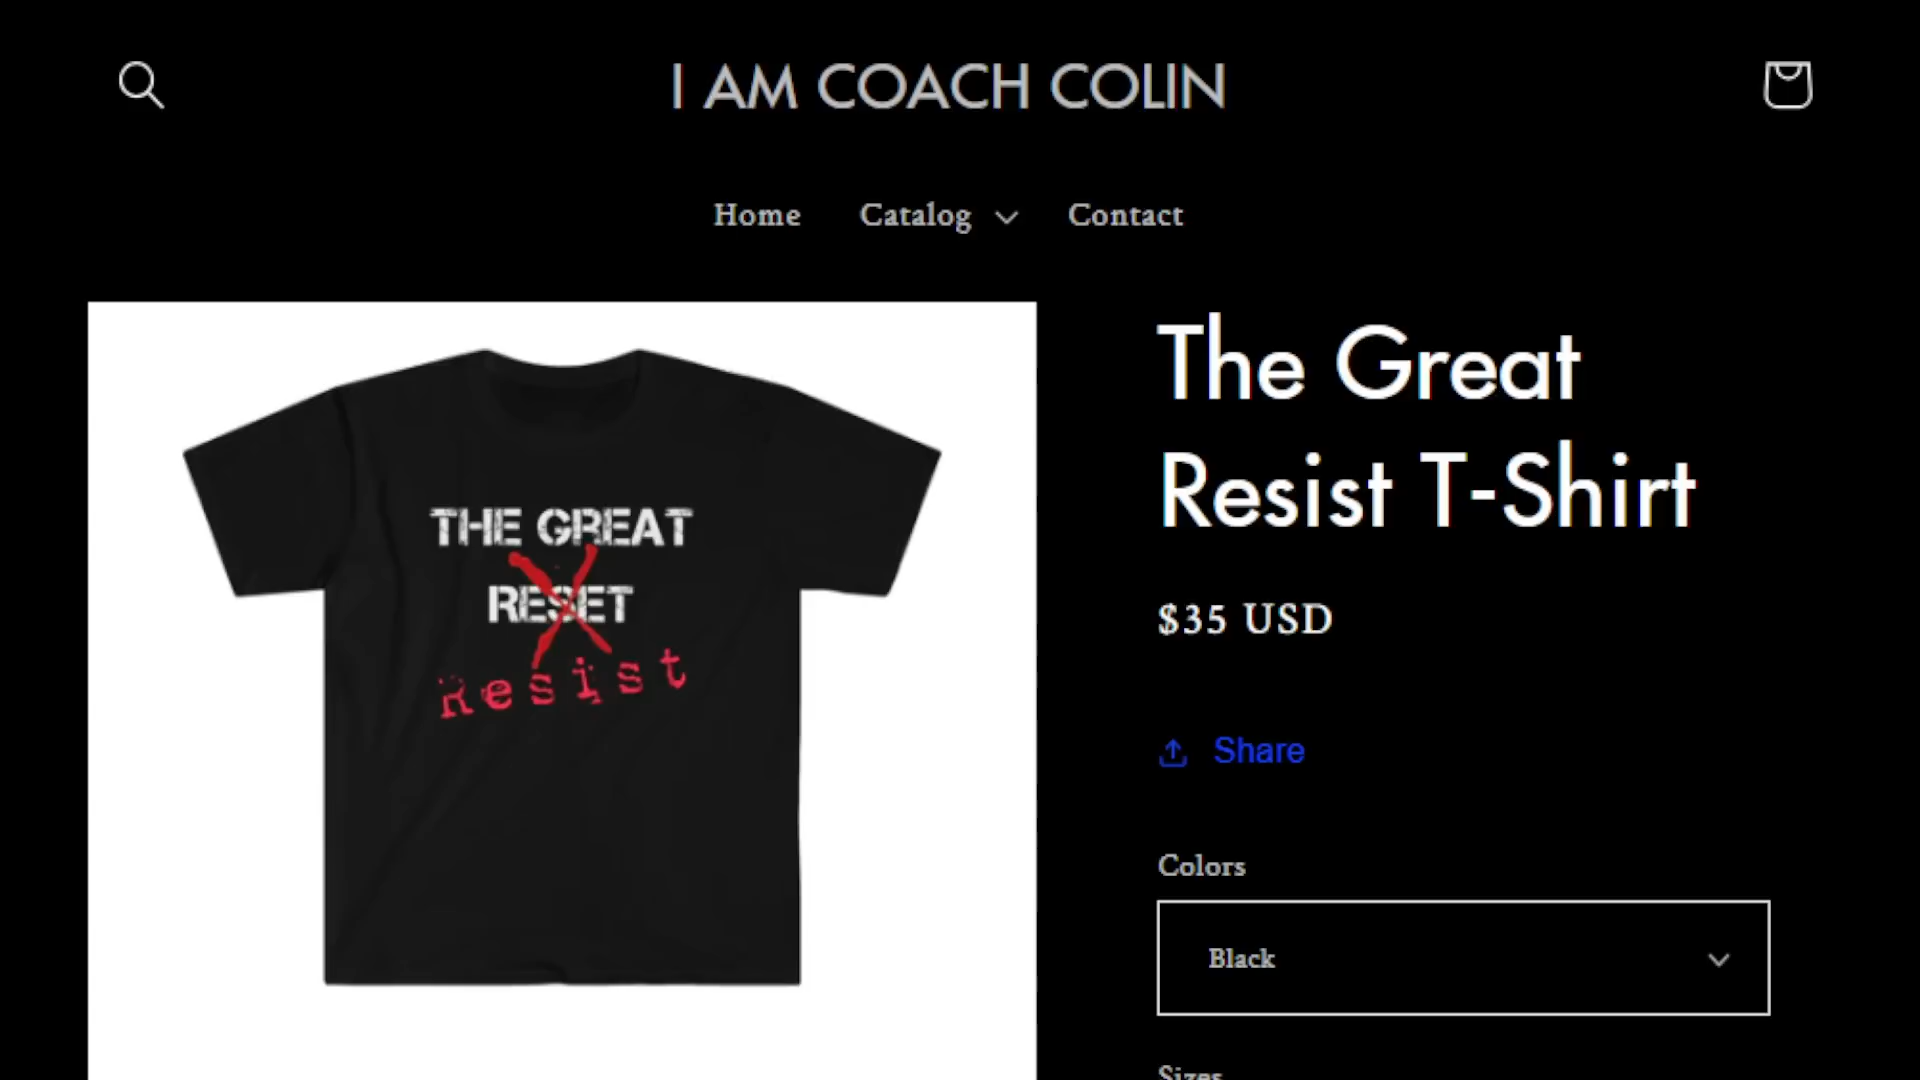 I AM COACH COLIN
Home Catalog Contact
THE GREAT
RESET
Resist
The Great
Resist T-Shirt
$35 USD
Share
Colors
Black
Sizes